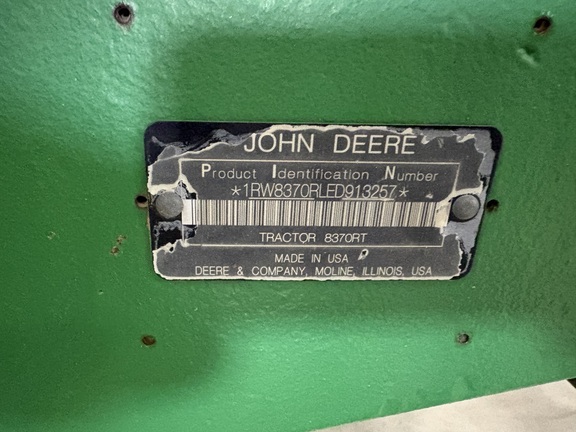 JOHN DEERE
Product Identification Number
*1RW8370RLED913257*
TRACTOR 8370RT
MADE IN USA
DEERE & COMPANY, MOLINE, ILLINOIS, USA